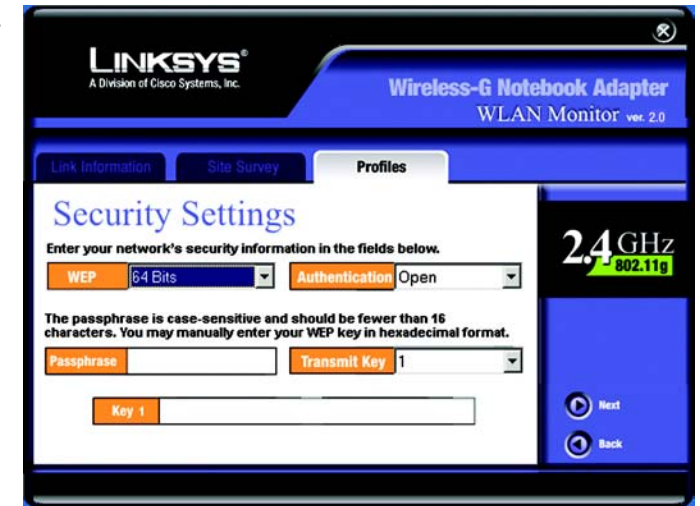 LINKSYS®
A Division of Cisco Systems, Inc.
Wireless-G Notebook Adapter
WLAN Monitor ver. 2.0
Link Information Site Survey Profiles
Security Settings
Enter your network's security information in the fields below.
WEP 64 Bits Authentication Open
The passphrase is case-sensitive and should be fewer than 16
characters. You may manually enter your WEP key in hexadecimal format.
Passphrase Transmit Key 1
Key 1
2.4 GHz
802.11g
Next
Back